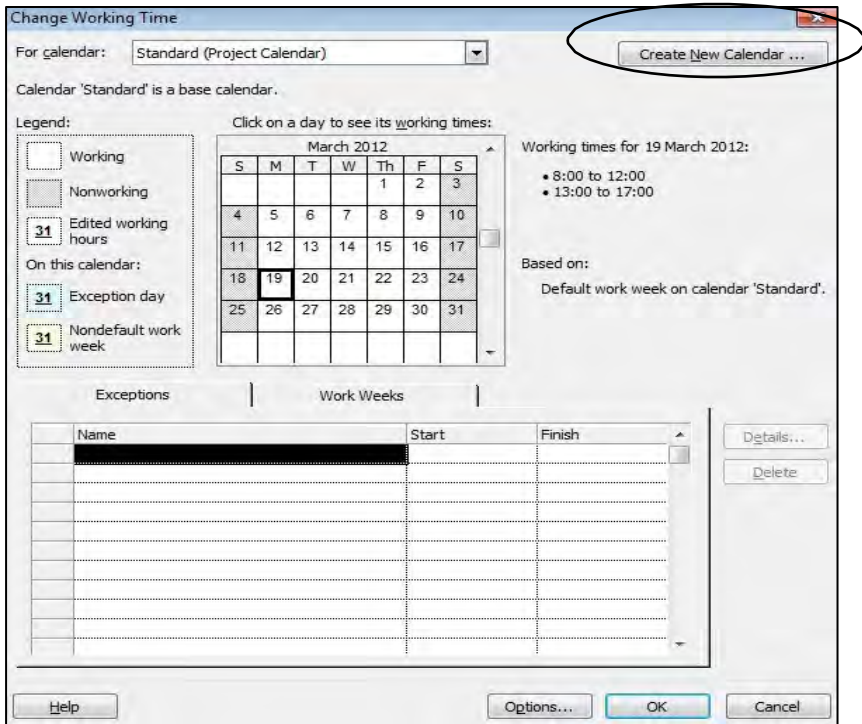 Change Working Time
For calendar: Standard (Project Calendar) Create New Calendar ...
Calendar 'Standard' is a base calendar.
Legend:
Working
Nonworking
31 Edited working hours
On this calendar:
31 Exception day
31 Nondefault work week
Click on a day to see its working times:
March 2012
S M T W Th F S
1 2 3
4 5 6 7 8 9 10
11 12 13 14 15 16 17
18 19 20 21 22 23 24
25 26 27 28 29 30 31
Working times for 19 March 2012:
• 8:00 to 12:00
• 13:00 to 17:00
Based on:
Default work week on calendar 'Standard'.
Exceptions Work Weeks
Name Start Finish
Details...
Delete
Help Options... OK Cancel